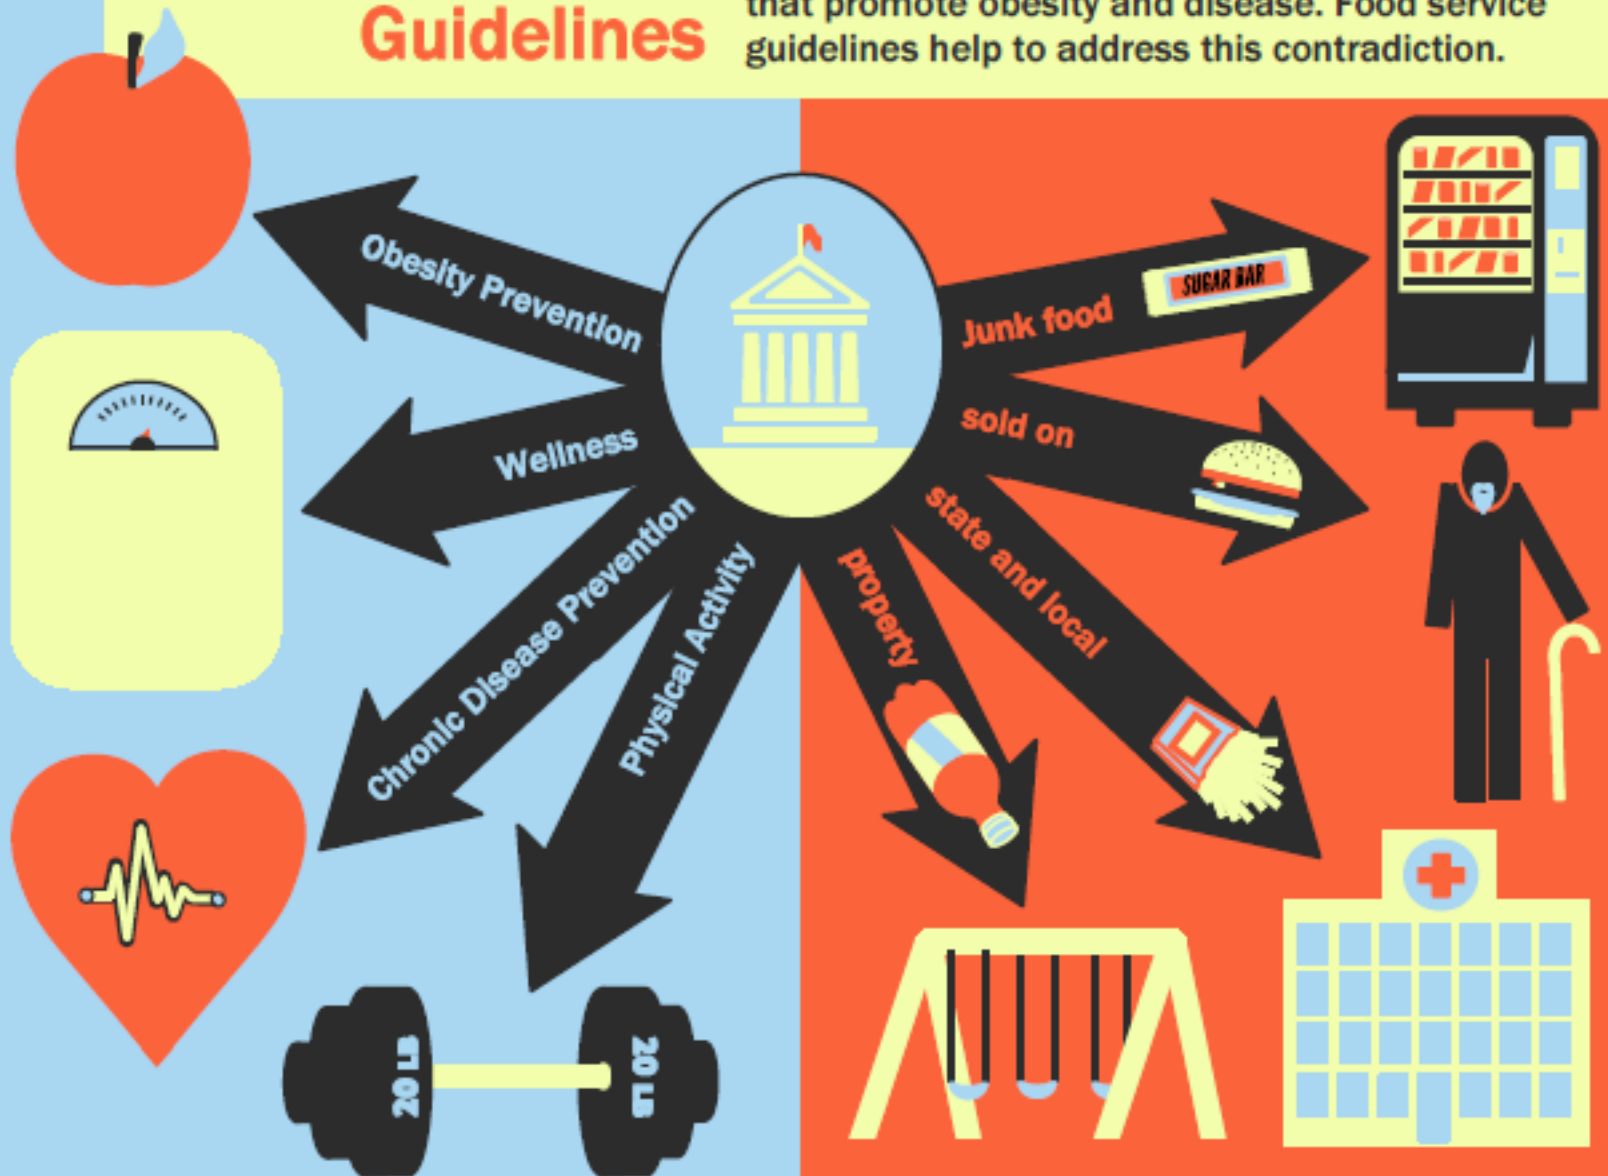 Guidelines
that promote obesity and disease. Food service
guidelines help to address this contradiction.
Obesity Prevention
Wellness
Chronic Disease Prevention
Physical Activity
Junk food
SUGAR BAR
sold on
state and local
property
20 LB
20 LB